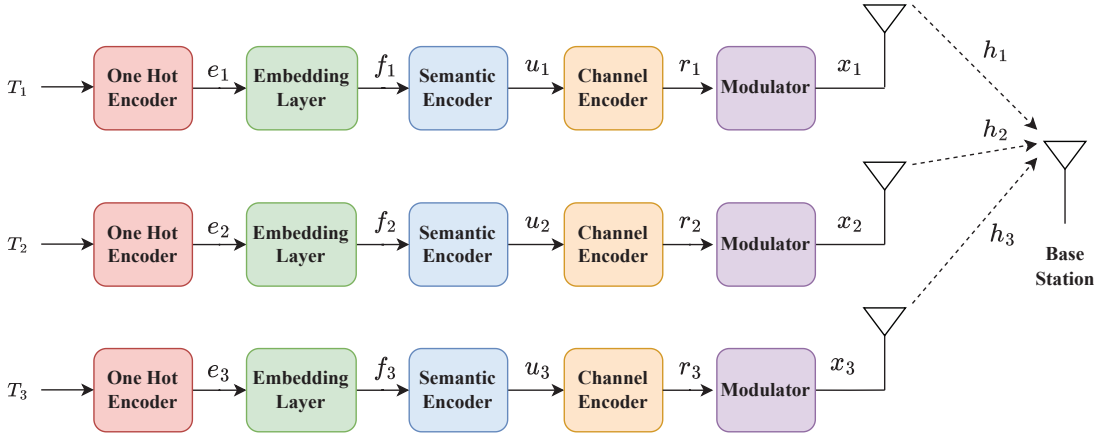 T₁
One Hot
Encoder
e₁
Embedding
Layer
f₁
Semantic
Encoder
u₁
Channel
Encoder
r₁
Modulator
x₁
h₁
T₂
One Hot
Encoder
e₂
Embedding
Layer
f₂
Semantic
Encoder
u₂
Channel
Encoder
r₂
Modulator
x₂
h₂
h₃
Base
Station
T₃
One Hot
Encoder
e₃
Embedding
Layer
f₃
Semantic
Encoder
u₃
Channel
Encoder
r₃
Modulator
x₃